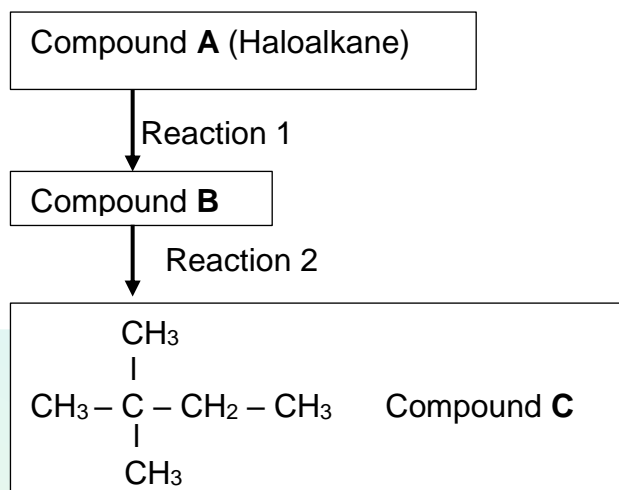 Compound A (Haloalkane)
Reaction 1
Compound B
Reaction 2
CH₃
CH₃ – C – CH₂ – CH₃ Compound C
CH₃